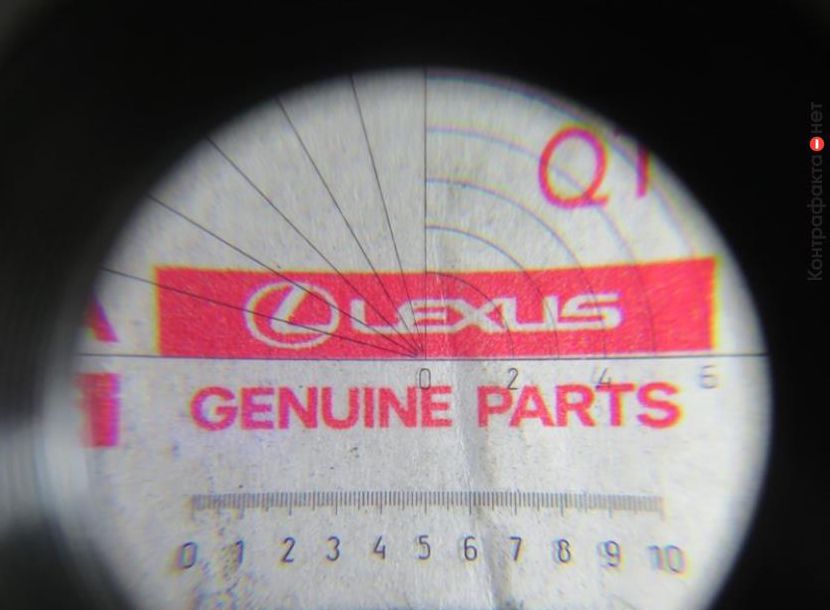 QT
LEXUS
0 2 4 6
GENUINE PARTS
0 1 2 3 4 5 6 7 8 9 10
Контрафакта нет